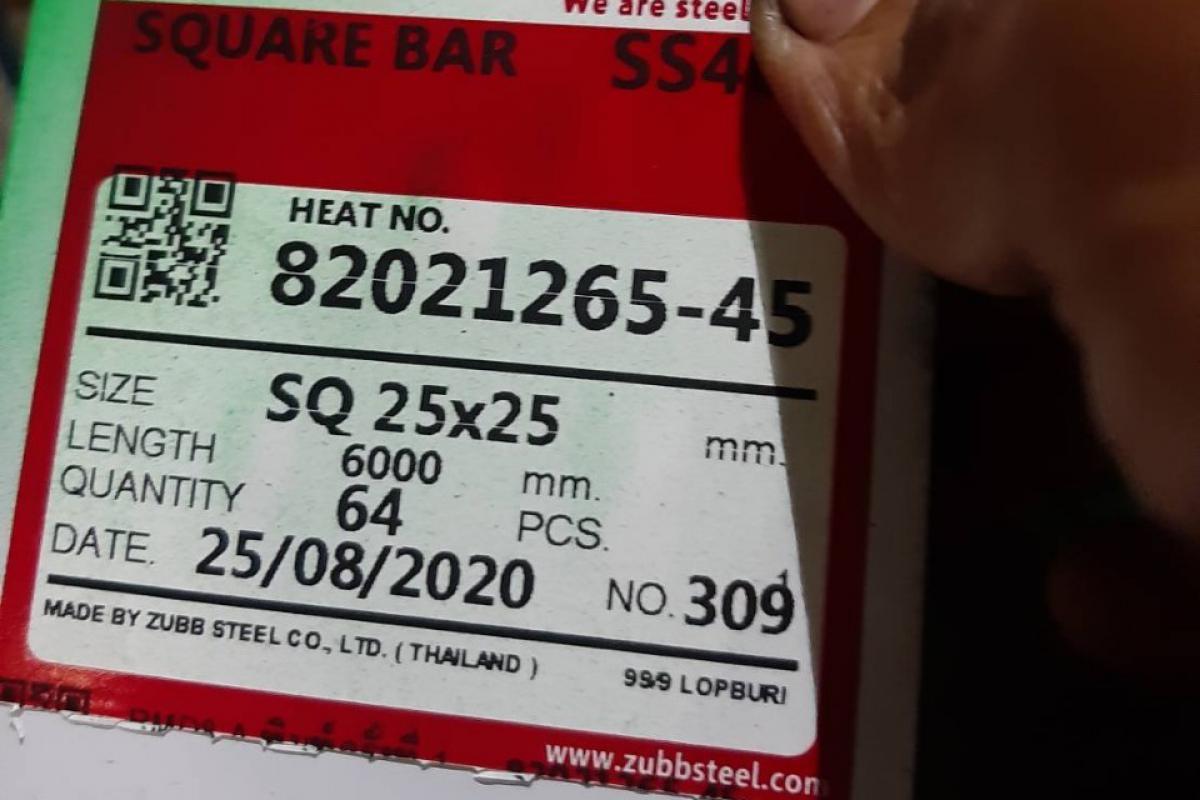 We are steel
SQUARE BAR SS4
HEAT NO.
82021265-45
SIZE SQ 25x25 mm.
LENGTH 6000 mm.
QUANTITY 64 PCS.
DATE. 25/08/2020 NO. 309
MADE BY ZUBB STEEL CO., LTD. ( THAILAND ) 99/9 LOPBURI
www.zubbsteel.com